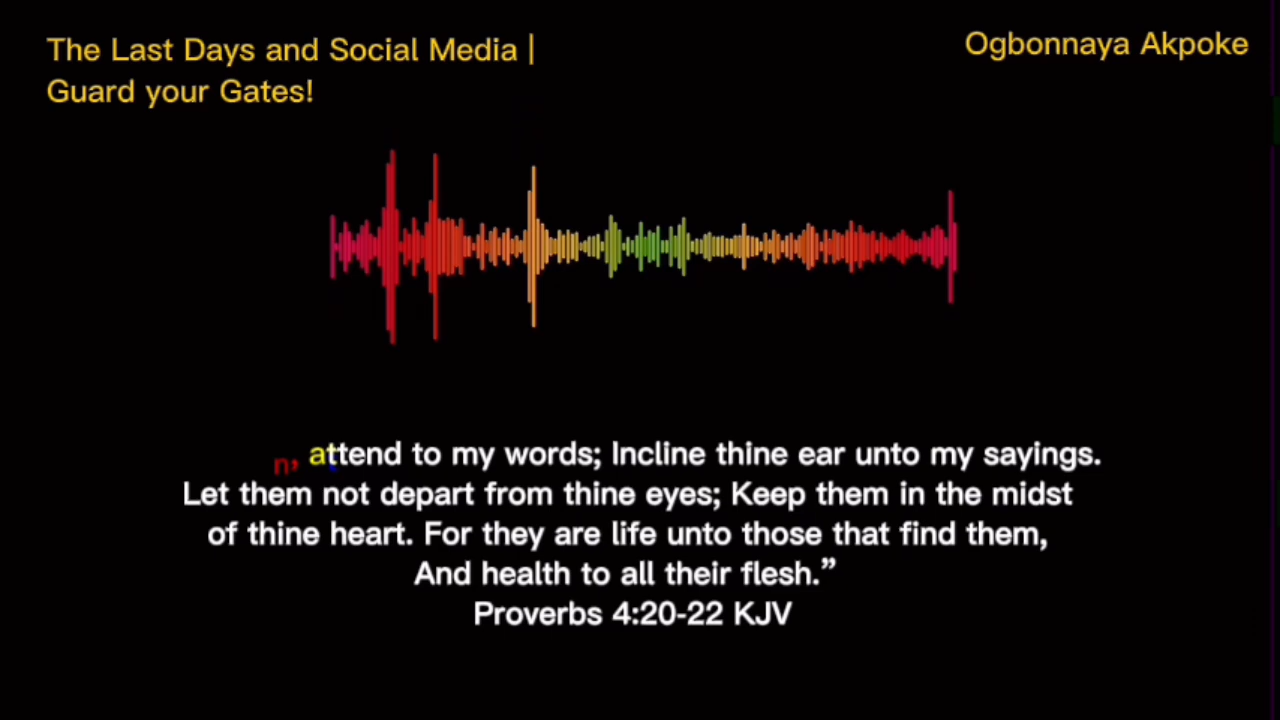 The Last Days and Social Media |
Guard your Gates!
Ogbonnaya Akpoke
n, attend to my words; Incline thine ear unto my sayings.
Let them not depart from thine eyes; Keep them in the midst
of thine heart. For they are life unto those that find them,
And health to all their flesh.”
Proverbs 4:20-22 KJV